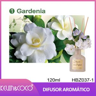 Gardenia
120ml
HBZ037-1
DIFUSOR AROMÁTICO